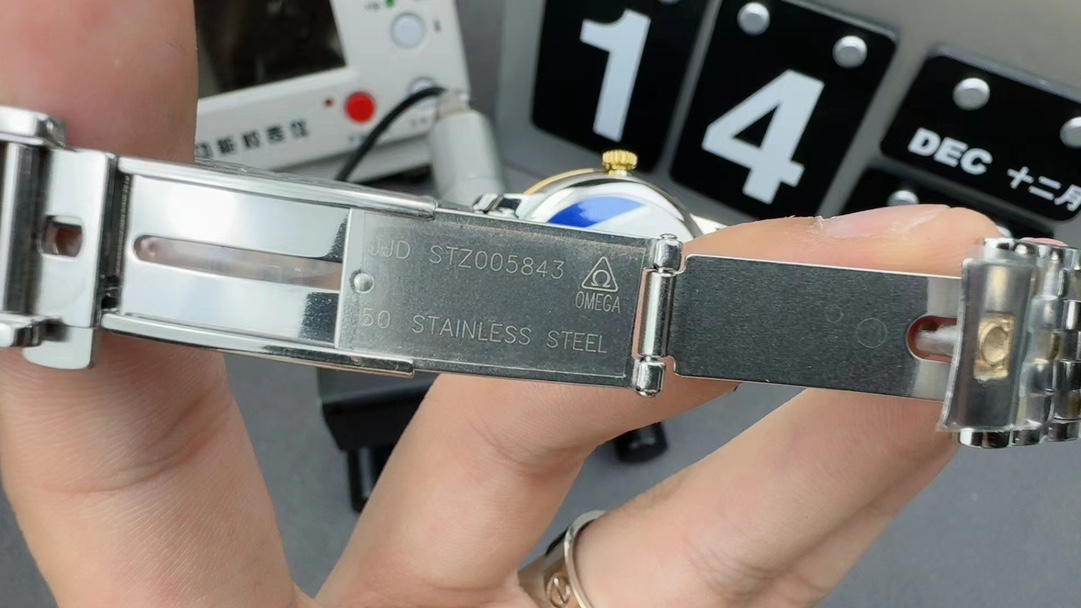 1
4
DEC 十二月
JJD STZ005843
OMEGA
50 STAINLESS STEEL